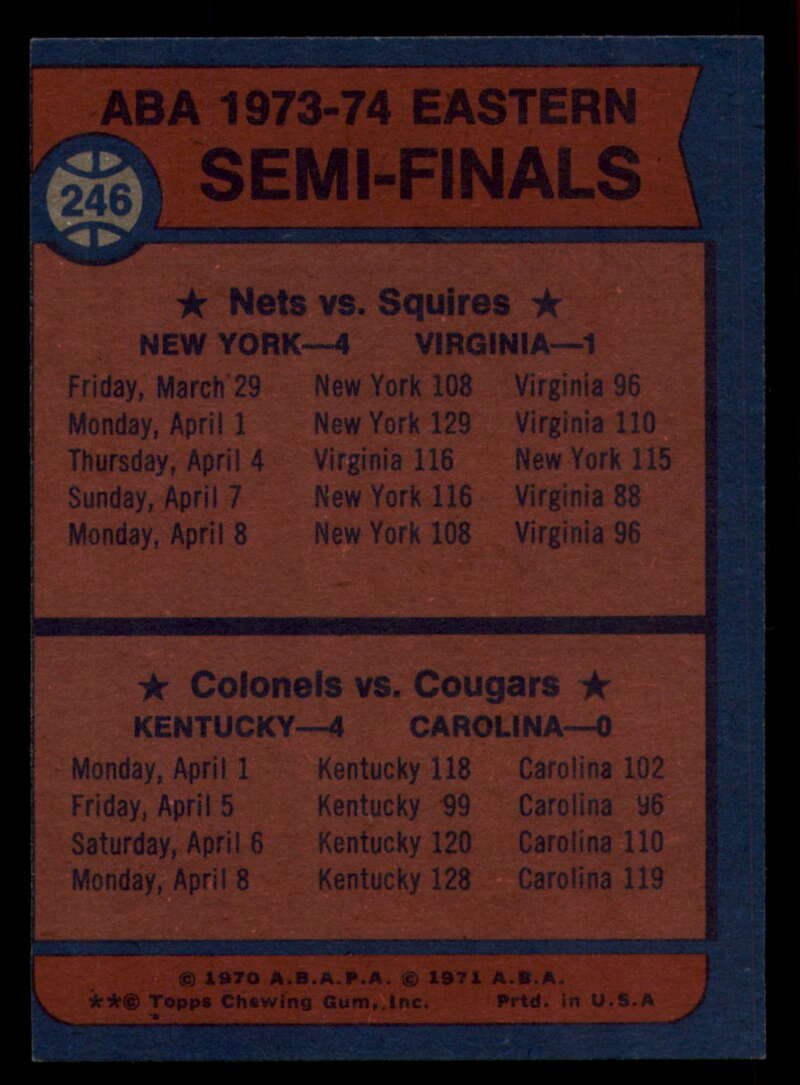 ABA 1973-74 EASTERN
SEMI-FINALS
246
★ Nets vs. Squires ★
NEW YORK—4 VIRGINIA—1
Friday, March 29 New York 108 Virginia 96
Monday, April 1 New York 129 Virginia 110
Thursday, April 4 Virginia 116 New York 115
Sunday, April 7 New York 116 Virginia 88
Monday, April 8 New York 108 Virginia 96
★ Colonels vs. Cougars ★
KENTUCKY—4 CAROLINA—0
Monday, April 1 Kentucky 118 Carolina 102
Friday, April 5 Kentucky 99 Carolina 96
Saturday, April 6 Kentucky 120 Carolina 110
Monday, April 8 Kentucky 128 Carolina 119
© 1970 A.B.A.P.A. © 1971 A.B.A.
**© Topps Chewing Gum, Inc. Prtd. in U.S.A